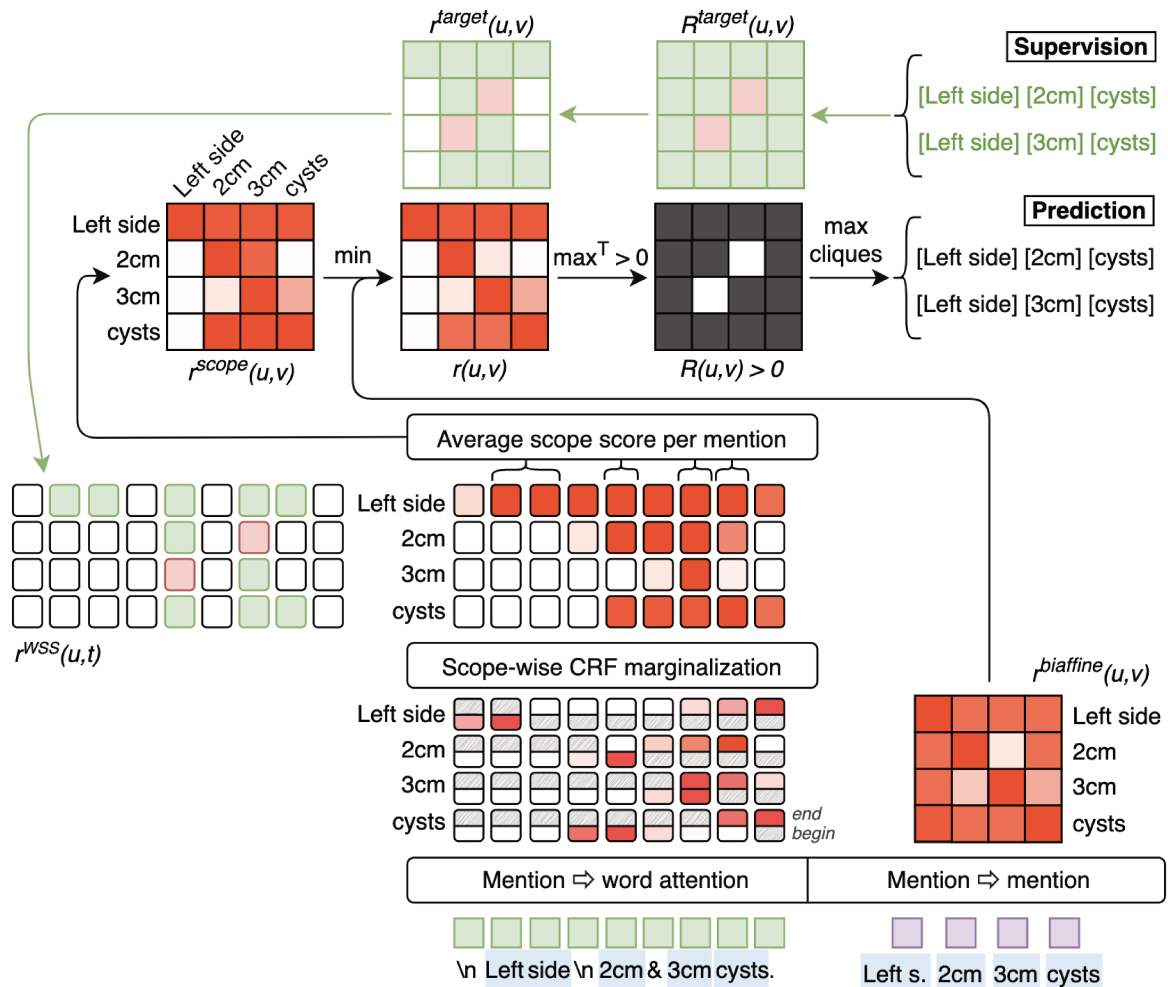 r^target(u,v)
R^target(u,v)
Supervision
[Left side] [2cm] [cysts]
[Left side] [3cm] [cysts]
Left side
2cm
3cm
cysts
Left side
2cm
3cm
cysts
r^scope(u,v)
min
r(u,v)
max^T > 0
R(u,v) > 0
max
cliques
Prediction
[Left side] [2cm] [cysts]
[Left side] [3cm] [cysts]
Average scope score per mention
Left side
2cm
3cm
cysts
r^WSS(u,t)
Scope-wise CRF marginalization
Left side
2cm
3cm
cysts
end
begin
r^biaffine(u,v)
Left side
2cm
3cm
cysts
Mention ⇨ word attention
Mention ⇨ mention
\n Left side \n 2cm & 3cm cysts.
Left s. 2cm 3cm cysts